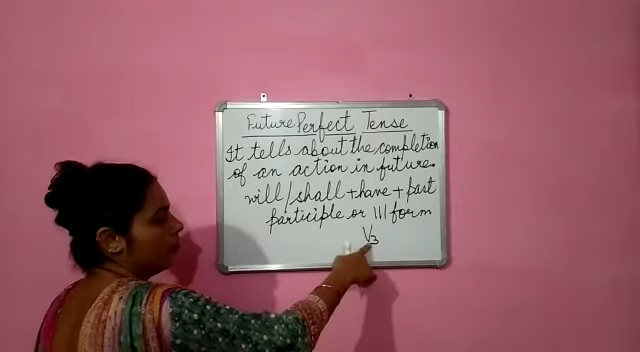 Future Perfect Tense
It tells about the completion
of an action in future.
will/shall + have + past
participle or III form
V3